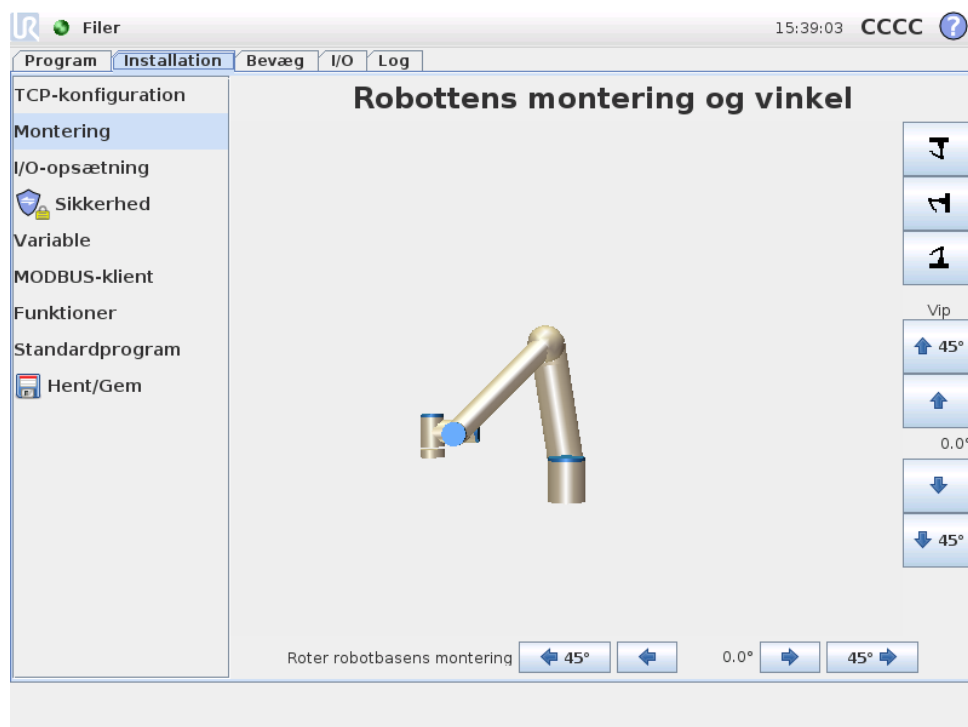 UR Filer 15:39:03 CCCC ?
Program Installation Bevæg I/O Log
TCP-konfiguration
Robottens montering og vinkel
Montering
I/O-opsætning
Sikkerhed
Variable
MODBUS-klient
Funktioner
Vip
Standardprogram
45°
Hent/Gem
0.0°
45°
Roter robotbasens montering 45° 0.0° 45°